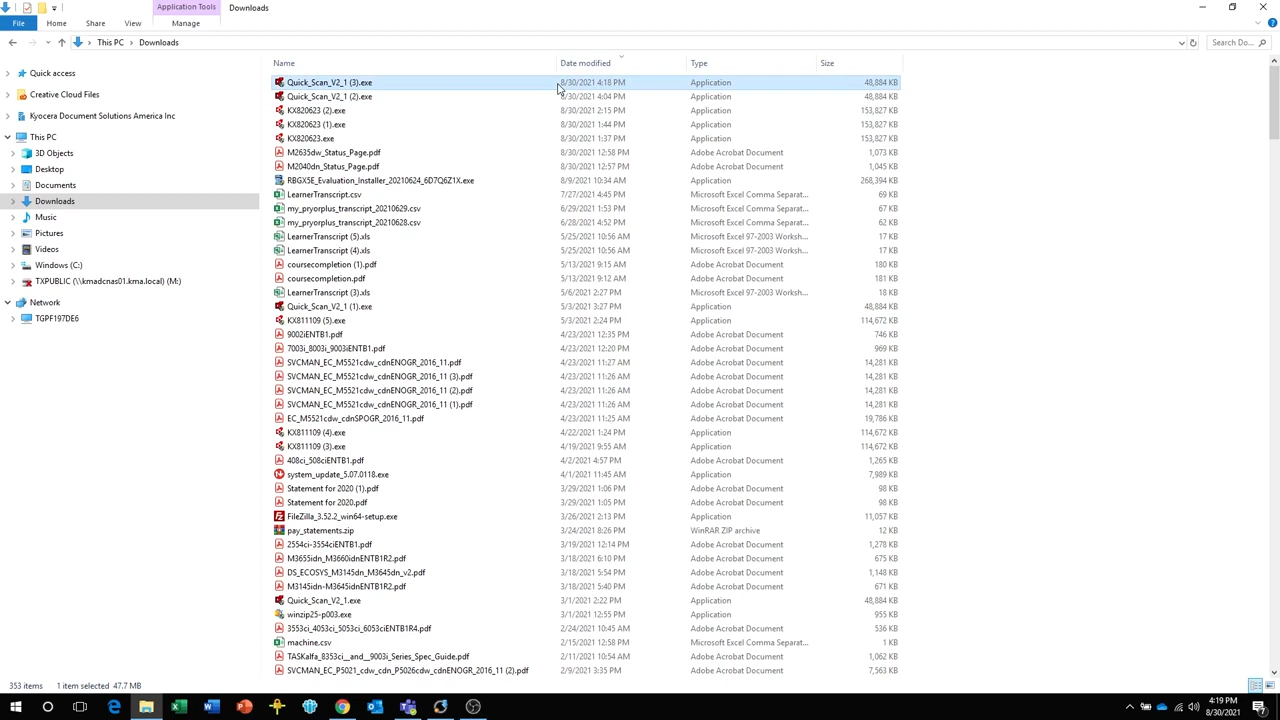 Application Tools Downloads
File Home Share View Manage
This PC > Downloads Search Do...
Name Date modified Type Size
Quick access
Creative Cloud Files
Kyocera Document Solutions America Inc
This PC
3D Objects
Desktop
Documents
Downloads
Music
Pictures
Videos
Windows (C:)
TXPUBLIC (\\kmadcnas01.kma.local) (M:)
Network
TGPF197DE6
Quick_Scan_V2_1 (3).exe 8/30/2021 4:18 PM Application 48,884 KB
Quick_Scan_V2_1 (2).exe 8/30/2021 4:04 PM Application 48,884 KB
KX820623 (2).exe 8/30/2021 2:15 PM Application 153,827 KB
KX820623 (1).exe 8/30/2021 1:44 PM Application 153,827 KB
KX820623.exe 8/30/2021 1:37 PM Application 153,827 KB
M2635dw_Status_Page.pdf 8/30/2021 12:58 PM Adobe Acrobat Document 1,073 KB
M2040dn_Status_Page.pdf 8/30/2021 12:57 PM Adobe Acrobat Document 1,045 KB
RBGX5E_Evaluation_Installer_20210624_6D7Q6Z1X.exe 8/9/2021 10:34 AM Application 268,394 KB
LearnerTranscript.csv 7/27/2021 4:45 PM Microsoft Excel Comma Separat... 69 KB
my_pryorplus_transcript_20210629.csv 6/29/2021 1:53 PM Microsoft Excel Comma Separat... 67 KB
my_pryorplus_transcript_20210628.csv 6/28/2021 4:52 PM Microsoft Excel Comma Separat... 62 KB
LearnerTranscript (5).xls 5/25/2021 10:56 AM Microsoft Excel 97-2003 Worksh... 17 KB
LearnerTranscript (4).xls 5/25/2021 10:56 AM Microsoft Excel 97-2003 Worksh... 17 KB
coursecompletion (1).pdf 5/13/2021 9:15 AM Adobe Acrobat Document 180 KB
coursecompletion.pdf 5/13/2021 9:12 AM Adobe Acrobat Document 181 KB
LearnerTranscript (3).xls 5/6/2021 2:27 PM Microsoft Excel 97-2003 Worksh... 18 KB
Quick_Scan_V2_1 (1).exe 5/3/2021 3:27 PM Application 48,884 KB
KX811109 (5).exe 5/3/2021 2:24 PM Application 114,672 KB
9002iENTB1.pdf 4/23/2021 12:35 PM Adobe Acrobat Document 746 KB
7003i_8003i_9003iENTB1.pdf 4/23/2021 12:20 PM Adobe Acrobat Document 969 KB
SVCMAN_EC_M5521cdw_cdnENOGR_2016_11.pdf 4/23/2021 11:27 AM Adobe Acrobat Document 14,281 KB
SVCMAN_EC_M5521cdw_cdnENOGR_2016_11 (3).pdf 4/23/2021 11:26 AM Adobe Acrobat Document 14,281 KB
SVCMAN_EC_M5521cdw_cdnENOGR_2016_11 (2).pdf 4/23/2021 11:26 AM Adobe Acrobat Document 14,281 KB
SVCMAN_EC_M5521cdw_cdnENOGR_2016_11 (1).pdf 4/23/2021 11:26 AM Adobe Acrobat Document 14,281 KB
EC_M5521cdw_cdnSPOGR_2016_11.pdf 4/23/2021 11:25 AM Adobe Acrobat Document 19,786 KB
KX811109 (4).exe 4/22/2021 1:24 PM Application 114,672 KB
KX811109 (3).exe 4/19/2021 9:55 AM Application 114,672 KB
408ci_508ciENTB1.pdf 4/2/2021 4:57 PM Adobe Acrobat Document 1,265 KB
system_update_5.07.0118.exe 4/1/2021 11:45 AM Application 7,989 KB
Statement for 2020 (1).pdf 3/29/2021 1:06 PM Adobe Acrobat Document 98 KB
Statement for 2020.pdf 3/29/2021 1:05 PM Adobe Acrobat Document 98 KB
FileZilla_3.52.2_win64-setup.exe 3/26/2021 2:13 PM Application 11,057 KB
pay_statements.zip 3/24/2021 8:26 PM WinRAR ZIP archive 12 KB
2554ci-3554ciENTB1.pdf 3/19/2021 12:14 PM Adobe Acrobat Document 1,278 KB
M3655idn_M3660idnENTB1R2.pdf 3/18/2021 6:10 PM Adobe Acrobat Document 675 KB
DS_ECOSYS_M3145dn_M3645dn_v2.pdf 3/18/2021 5:54 PM Adobe Acrobat Document 1,148 KB
M3145idn-M3645idnENTB1R2.pdf 3/18/2021 5:40 PM Adobe Acrobat Document 671 KB
Quick_Scan_V2_1.exe 3/1/2021 2:22 PM Application 48,884 KB
winzip25-p003.exe 3/1/2021 12:55 PM Application 955 KB
3553ci_4053ci_5053ci_6053ciENTB1R4.pdf 2/24/2021 10:45 AM Adobe Acrobat Document 536 KB
machine.csv 2/15/2021 12:58 PM Microsoft Excel Comma Separat... 1 KB
TASKalfa_8353ci__and__9003i_Series_Spec_Guide.pdf 2/11/2021 10:54 AM Adobe Acrobat Document 1,062 KB
SVCMAN_EC_P5021_cdw_cdn_P5026cdw_cdnENOGR_2016_11 (2).pdf 2/9/2021 3:35 PM Adobe Acrobat Document 7,563 KB
353 items 1 item selected 47.7 MB
4:19 PM
8/30/2021